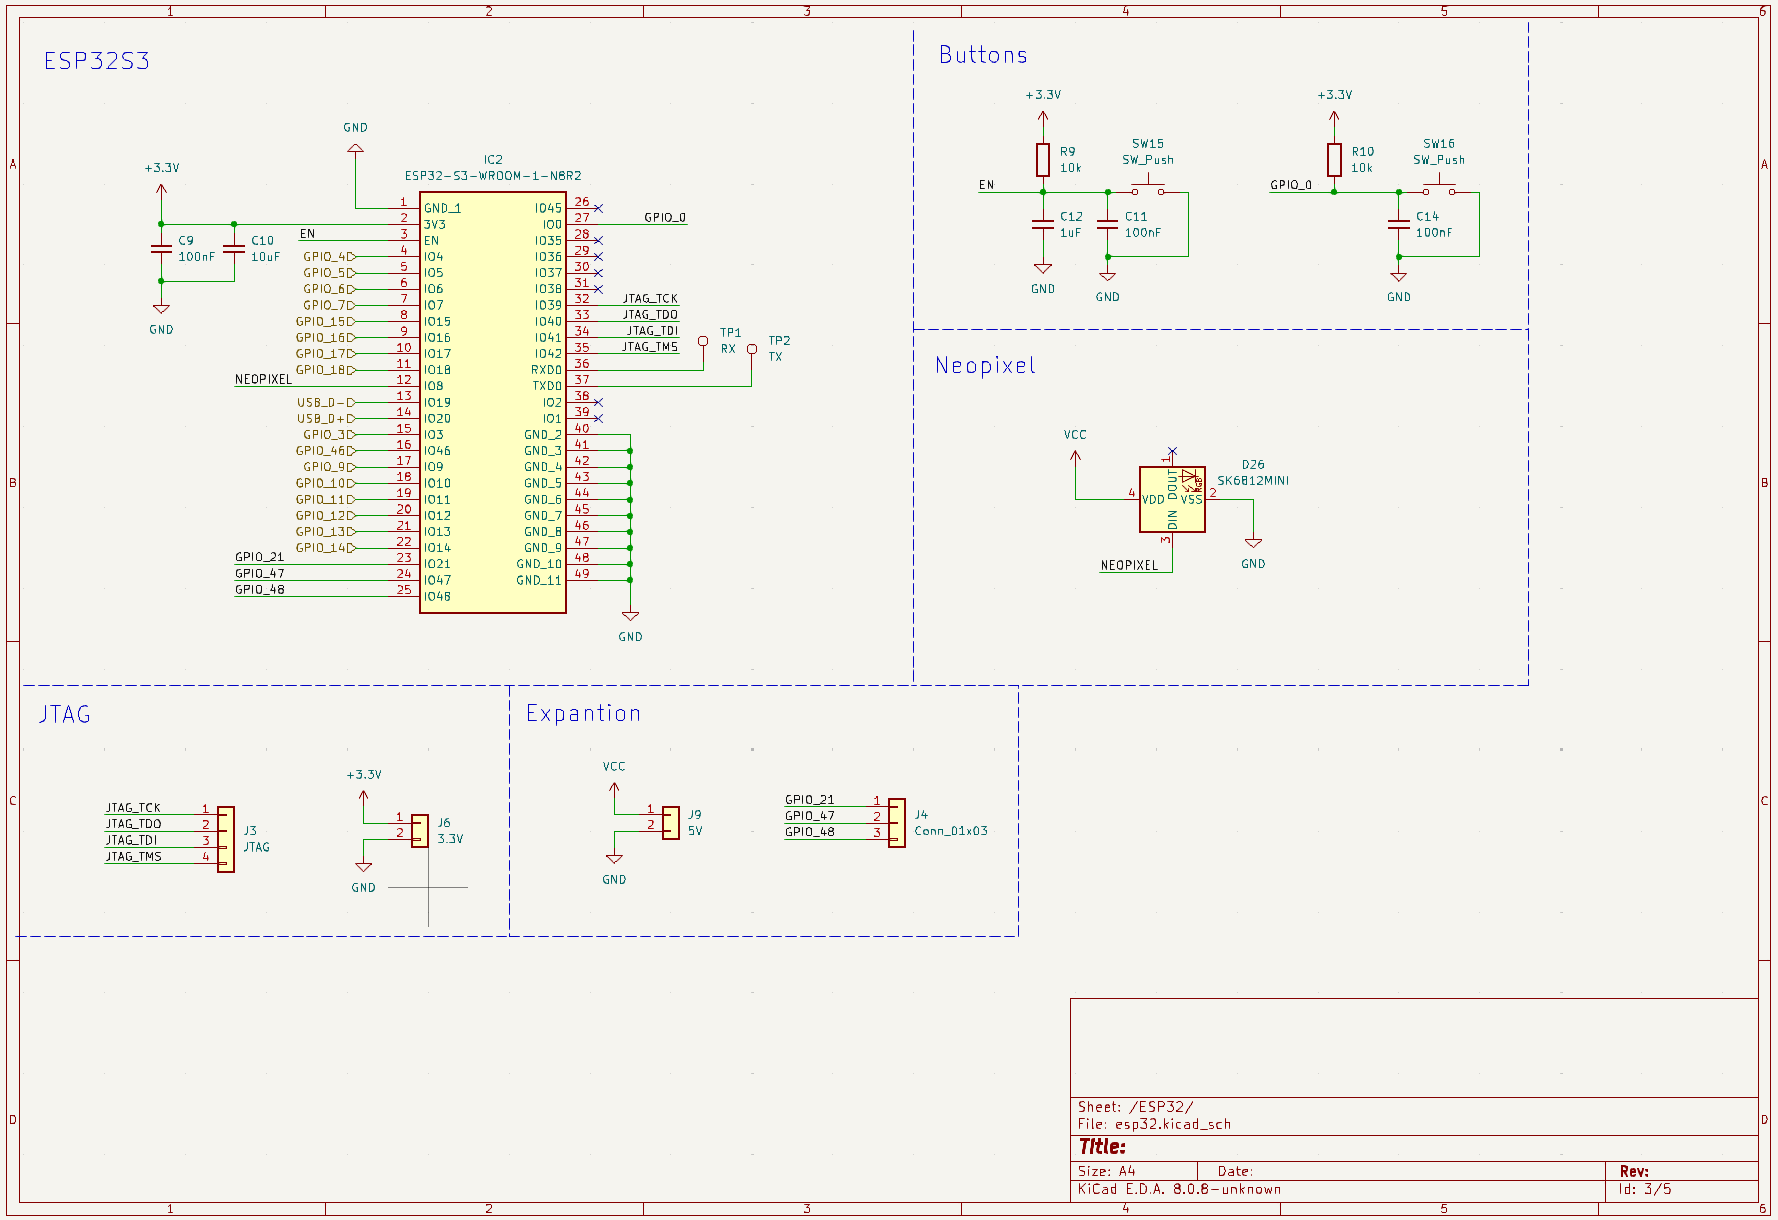 1 2 3 4 5 6
A
B
C
D
ESP32S3
GND
+3.3V
C9
100nF
C10
10uF
GND
IC2
ESP32-S3-WROOM-1-N8R2
1 GND_1
2 3V3
EN 3 EN
GPIO_4 4 IO4
GPIO_5 5 IO5
GPIO_6 6 IO6
GPIO_7 7 IO7
GPIO_15 8 IO15
GPIO_16 9 IO16
GPIO_17 10 IO17
GPIO_18 11 IO18
NEOPIXEL 12 IO8
USB_D- 13 IO19
USB_D+ 14 IO20
GPIO_3 15 IO3
GPIO_46 16 IO46
GPIO_9 17 IO9
GPIO_10 18 IO10
GPIO_11 19 IO11
GPIO_12 20 IO12
GPIO_13 21 IO13
GPIO_14 22 IO14
GPIO_21 23 IO21
GPIO_47 24 IO47
GPIO_48 25 IO48
IO45 26
IO0 27 GPIO_0
IO35 28
IO36 29
IO37 30
IO38 31
IO39 32 JTAG_TCK
IO40 33 JTAG_TDO
IO41 34 JTAG_TDI
IO42 35 JTAG_TMS
RXD0 36
TXD0 37
IO2 38
IO1 39
GND_2 40
GND_3 41
GND_4 42
GND_5 43
GND_6 44
GND_7 45
GND_8 46
GND_9 47
GND_10 48
GND_11 49
GND
TP1
RX
TP2
TX
Buttons
+3.3V
R9
10k
SW15
SW_Push
EN
C12
1uF
C11
100nF
GND
GND
+3.3V
R10
10k
SW16
SW_Push
GPIO_0
C14
100nF
GND
Neopixel
VCC
D26
SK6812MINI
1 DOUT
4 VDD
VSS 2
RGB
DIN 3
GND
NEOPIXEL
JTAG
JTAG_TCK 1
JTAG_TDO 2
JTAG_TDI 3
JTAG_TMS 4
J3
JTAG
+3.3V
1
2
J6
3.3V
GND
Expantion
VCC
1
2
J9
5V
GND
GPIO_21 1
GPIO_47 2
GPIO_48 3
J4
Conn_01x03
Sheet: /ESP32/
File: esp32.kicad_sch
Title:
Size: A4 Date: Rev:
KiCad E.D.A. 8.0.8-unknown Id: 3/5
A
B
C
D
1 2 3 4 5 6